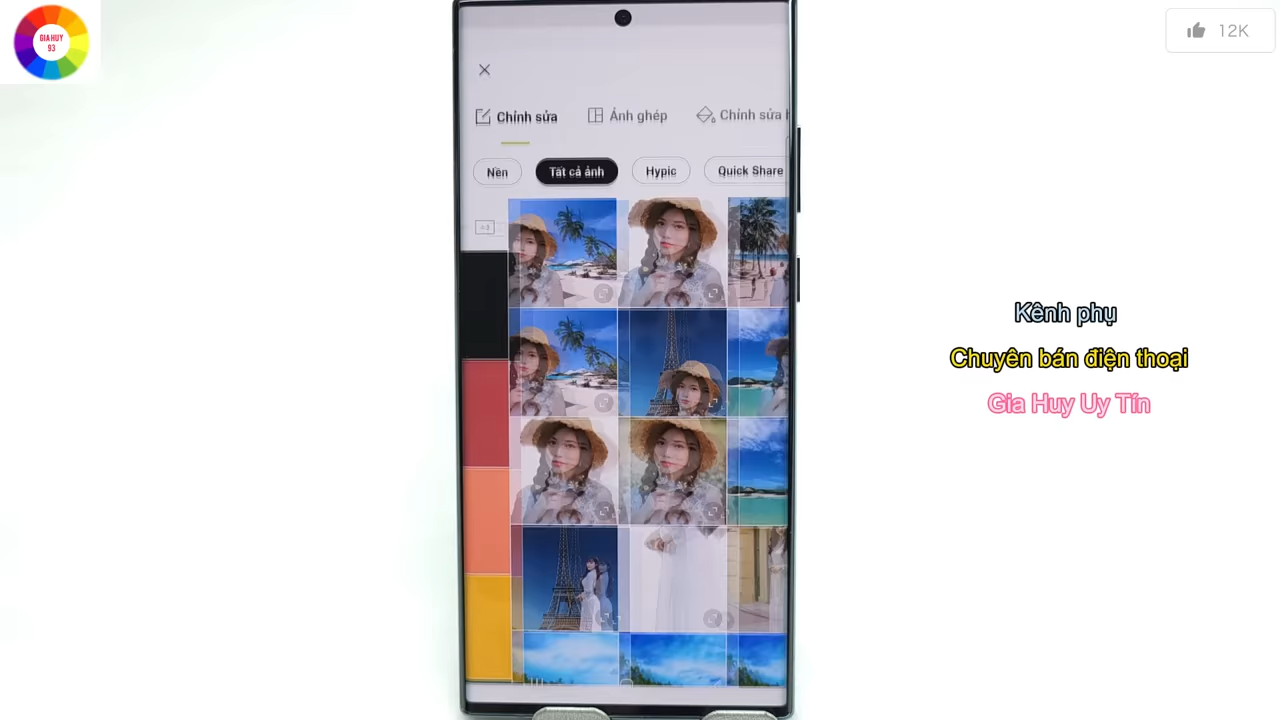 GIA HUY
93
12K
Chỉnh sửa
Ảnh ghép
Chỉnh sửa h
Nền
Tất cả ảnh
Hypic
Quick Share
Kênh phụ
Chuyên bán điện thoại
Gia Huy Uy Tín